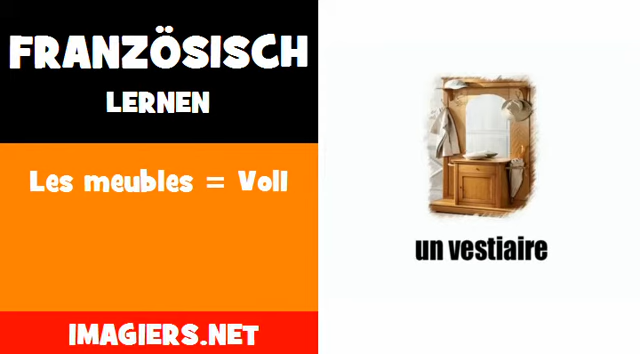 FRANZÖSISCH
LERNEN
Les meubles = Voll
IMAGIERS.NET
un vestiaire